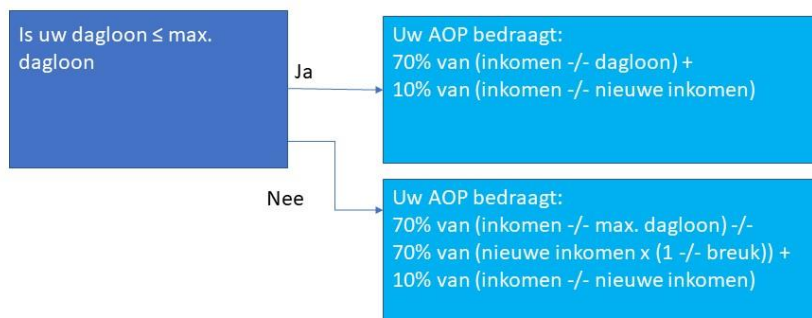 Is uw dagloon ≤ max.
dagloon
Ja
Uw AOP bedraagt:
70% van (inkomen -/- dagloon) +
10% van (inkomen -/- nieuwe inkomen)
Nee
Uw AOP bedraagt:
70% van (inkomen -/- max. dagloon) -/-
70% van (nieuwe inkomen x (1 -/- breuk)) +
10% van (inkomen -/- nieuwe inkomen)